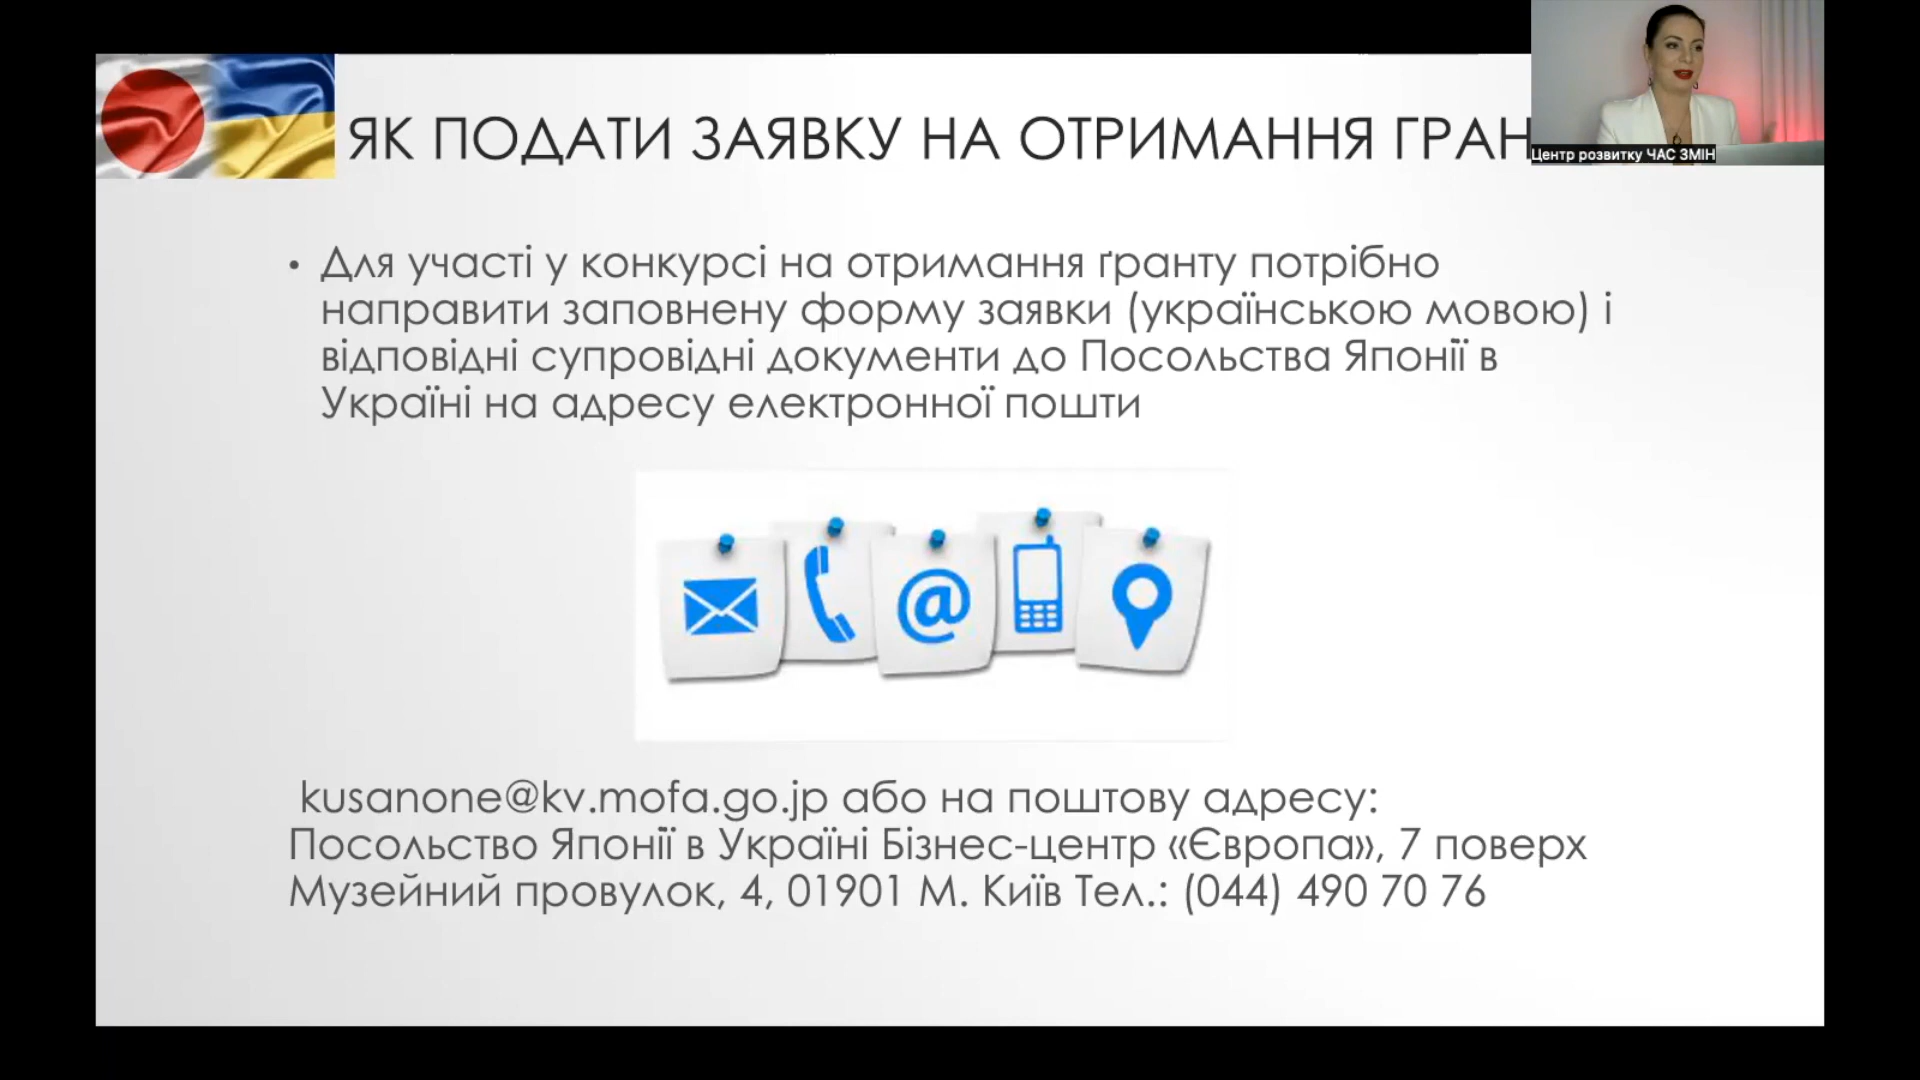 ЯК ПОДАТИ ЗАЯВКУ НА ОТРИМАННЯ
Центр розвитку ЧАС ЗМІН
• Для участі у конкурсі на отримання ґранту потрібно
направити заповнену форму заявки (українською мовою) і
відповідні супровідні документи до Посольства Японії в
Україні на адресу електронної пошти
@
kusanone@kv.mofa.go.jp або на поштову адресу:
Посольство Японії в Україні Бізнес-центр «Європа», 7 поверх
Музейний провулок, 4, 01901 М. Київ Тел.: (044) 490 70 76